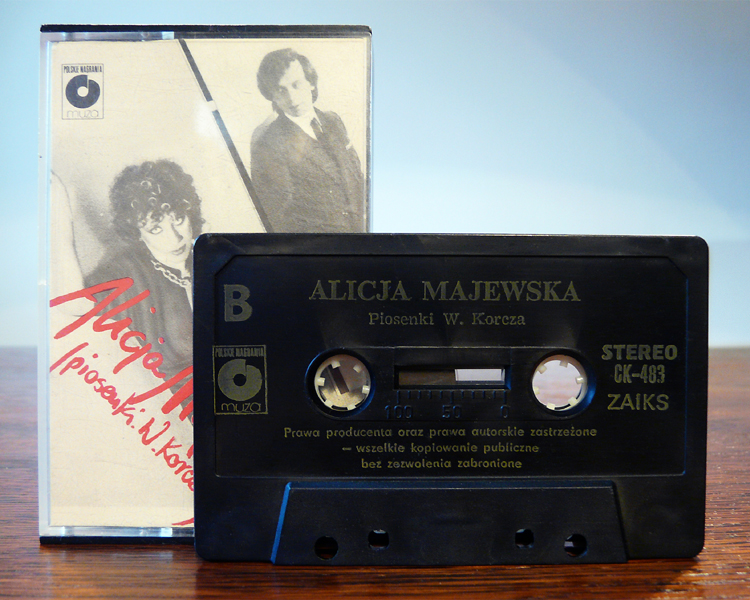 POLSKIE NAGRANIA
muza
Alicja
/piosenki W. Korcz
B
ALICJA MAJEWSKA
Piosenki W. Korcza
POLSKIE NAGRANIA
muza
STEREO
CK-483
ZAIKS
100 50 0
Prawa producenta oraz prawa autorskie zastrzeżone
– wszelkie kopiowanie publiczne
bez zezwolenia zabronione